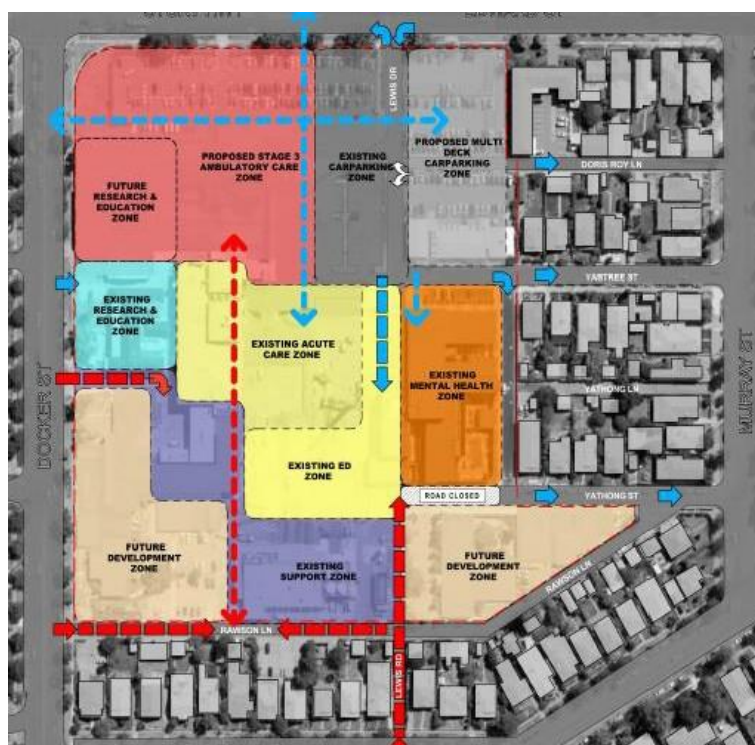 LEWIS DR
PROPOSED STAGE 3
AMBULATORY CARE
ZONE
EXISTING
CARPARKING
ZONE
PROPOSED MULTI
DECK
CARPARKING
ZONE
DORIS ROY LN
FUTURE
RESEARCH &
EDUCATION
ZONE
YABTREE ST
EXISTING
RESEARCH &
EDUCATION
ZONE
EXISTING ACUTE
CARE ZONE
EXISTING
MENTAL HEALTH
ZONE
YATHONG LN
DOCKER ST
MURRAY ST
EXISTING ED
ZONE
ROAD CLOSED
YATHONG ST
FUTURE
DEVELOPMENT
ZONE
EXISTING
SUPPORT ZONE
FUTURE
DEVELOPMENT
ZONE
RAWSON LN
RAWSON LN
LEWIS RD